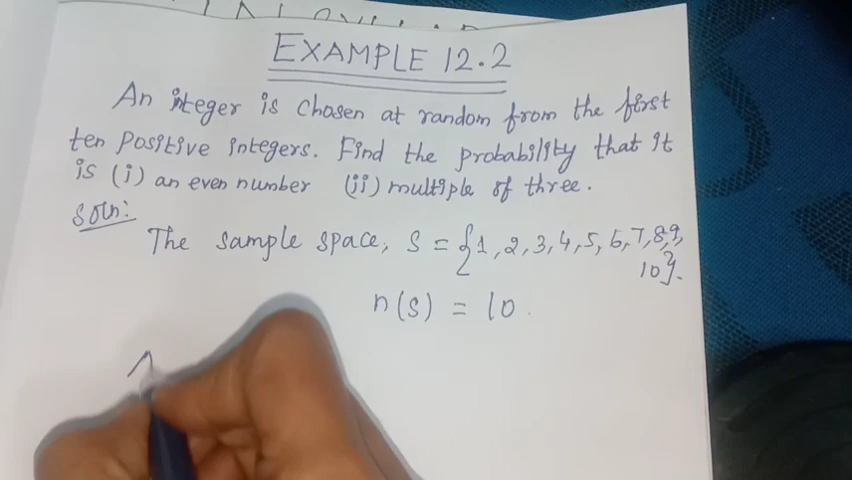 EXAMPLE 12.2
An integer is chosen at random from the first
ten positive integers. Find the probability that it
is (i) an even number (ii) multiple of three.
Soln:
The sample space, S = {1, 2, 3, 4, 5, 6, 7, 8, 9,
10}.
n(S) = 10.